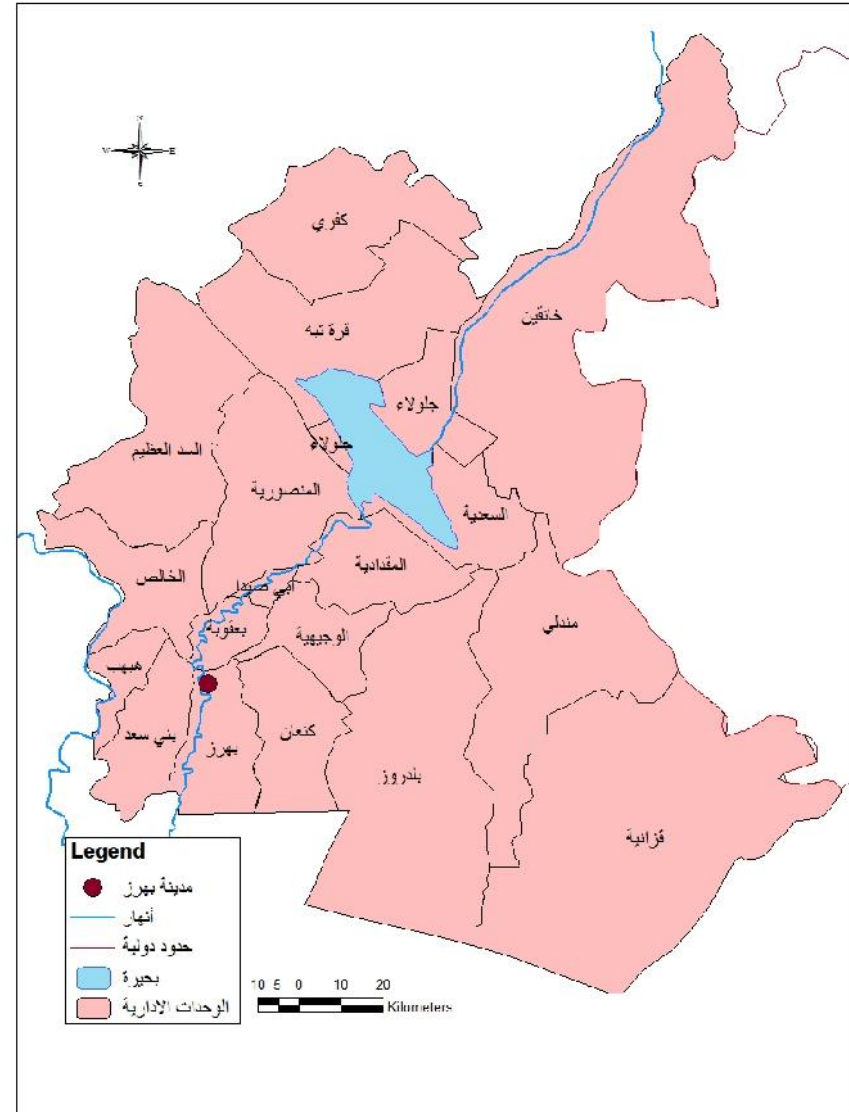 N
W E
S
كفري
خانقين
قرة تبه
جلولاء
جلولاء
السد العظيم
المنصورية
السعدية
المقدادية
الخالص
ابي صيدا
مندلي
بعقوبة
الوجيهية
هبهب
كنعان
بني سعد
بهرز
بلدروز
قزانية
Legend
مدينة بهرز
أنهار
حدود دولية
بحيرة
الوحدات الادارية
10 5 0 10 20
Kilometers